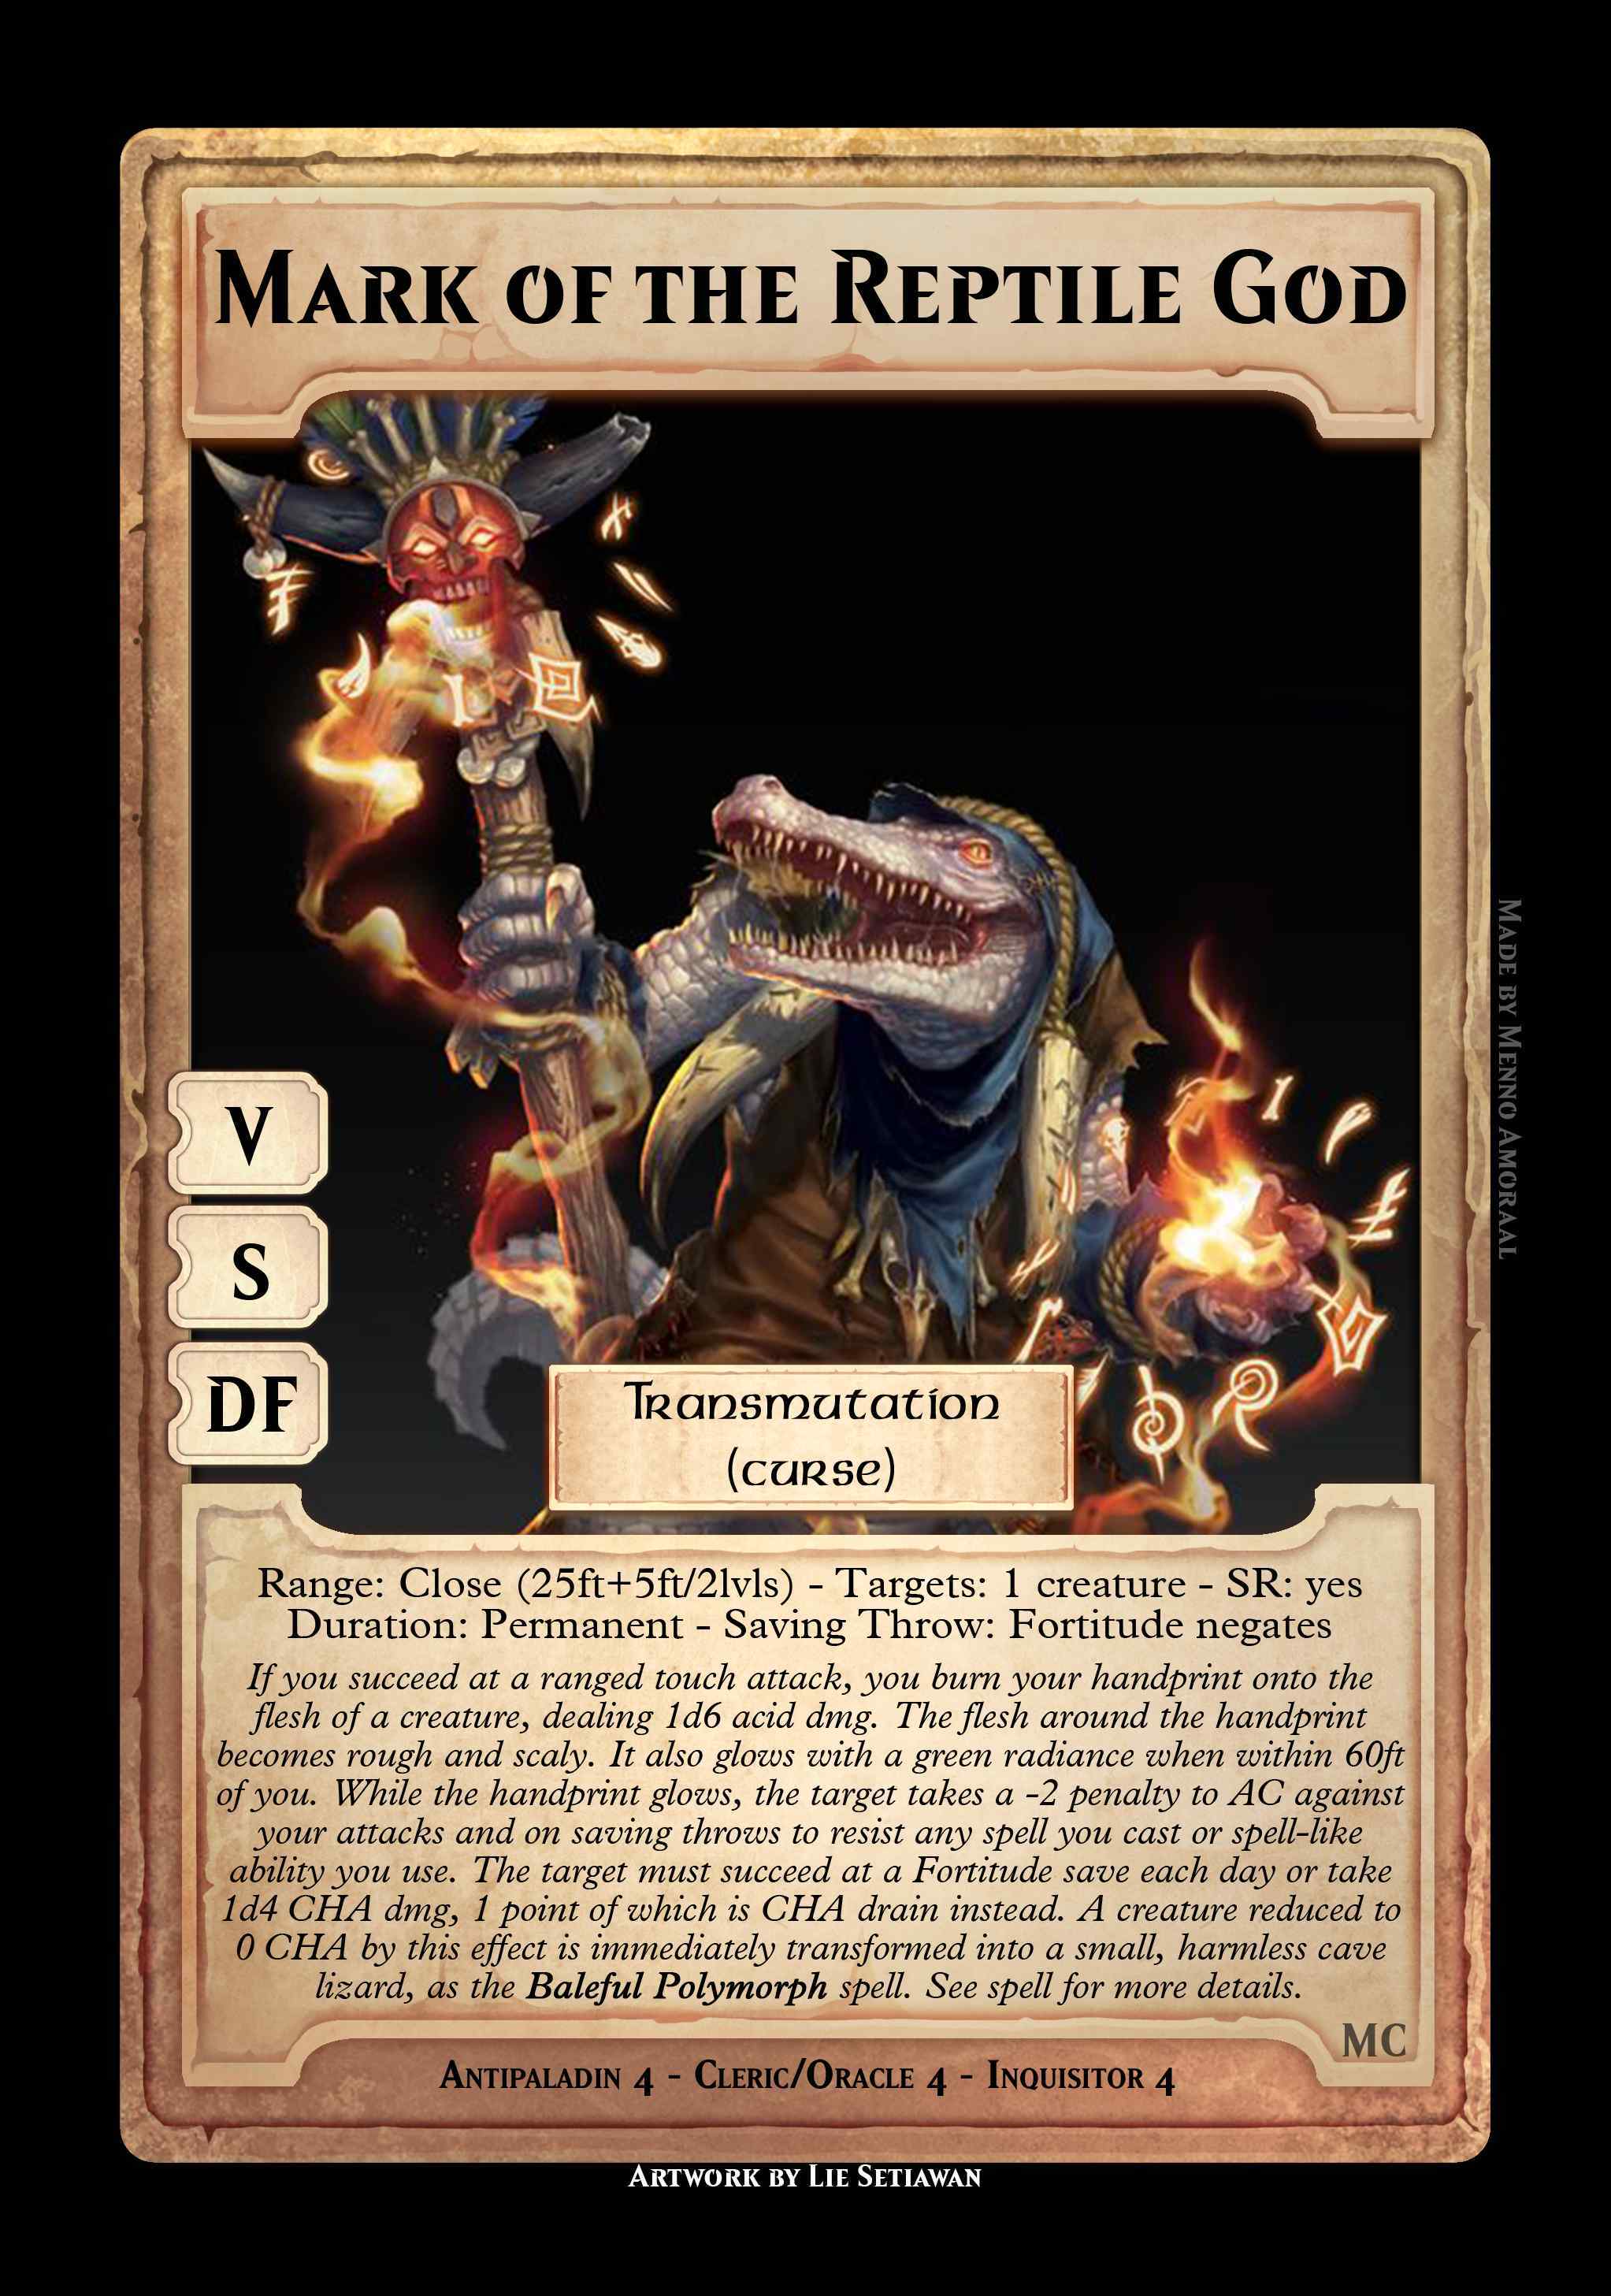 Mark of the Reptile God
V
S
DF
Transmutation
(curse)
Range: Close (25ft+5ft/2lvls) - Targets: 1 creature - SR: yes
Duration: Permanent - Saving Throw: Fortitude negates
If you succeed at a ranged touch attack, you burn your handprint onto the
flesh of a creature, dealing 1d6 acid dmg. The flesh around the handprint
becomes rough and scaly. It also glows with a green radiance when within 60ft
of you. While the handprint glows, the target takes a -2 penalty to AC against
your attacks and on saving throws to resist any spell you cast or spell-like
ability you use. The target must succeed at a Fortitude save each day or take
1d4 CHA dmg, 1 point of which is CHA drain instead. A creature reduced to
0 CHA by this effect is immediately transformed into a small, harmless cave
lizard, as the Baleful Polymorph spell. See spell for more details.
MC
Antipaladin 4 - Cleric/Oracle 4 - Inquisitor 4
Artwork by Lie Setiawan
Made by Menno Amoraal